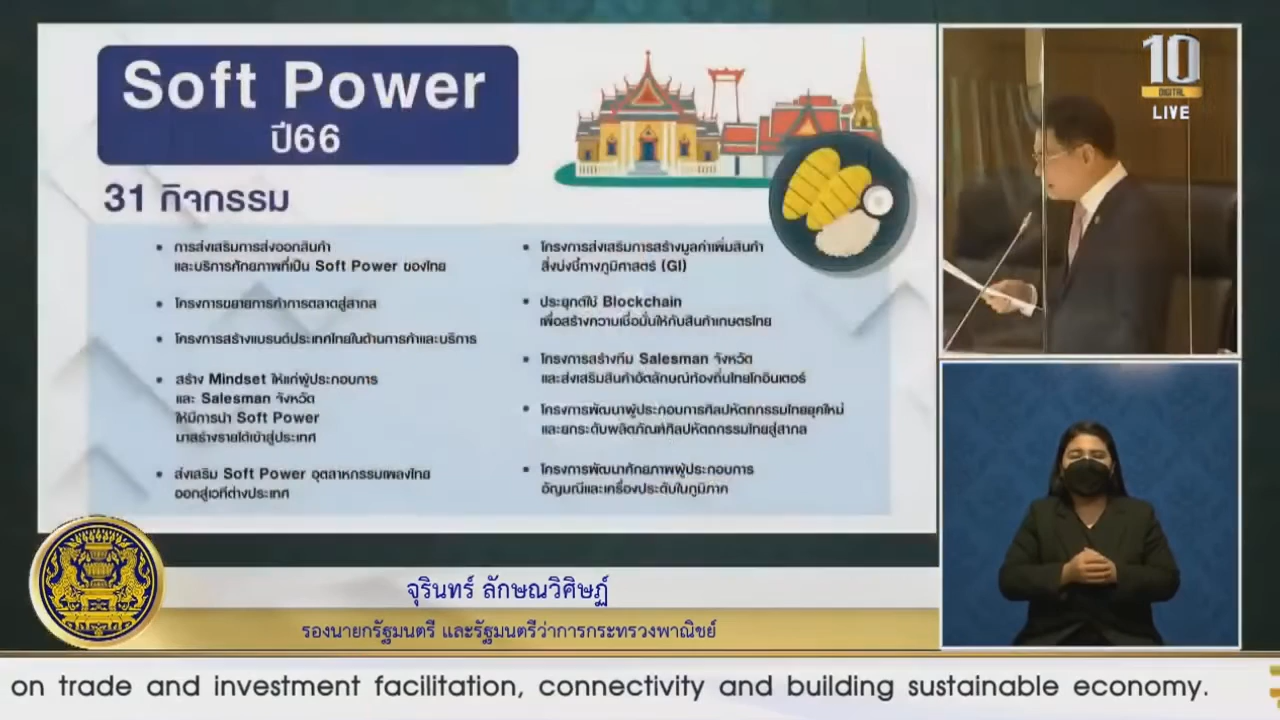 Soft Power
ปี66
31 กิจกรรม
• การส่งเสริมการส่งออกสินค้า
และบริการศักยภาพที่เป็น Soft Power ของไทย
• โครงการขยายการค้าการตลาดสู่สากล
• โครงการสร้างแบรนด์ประเทศไทยในด้านการค้าและบริการ
• สร้าง Mindset ให้แก่ผู้ประกอบการ
และ Salesman จังหวัด
ให้มีการนำ Soft Power
มาสร้างรายได้เข้าสู่ประเทศ
• ส่งเสริม Soft Power อุตสาหกรรมเพลงไทย
ออกสู่เวทีต่างประเทศ
• โครงการส่งเสริมการสร้างมูลค่าเพิ่มสินค้า
สิ่งบ่งชี้ทางภูมิศาสตร์ (GI)
• ประยุกต์ใช้ Blockchain
เพื่อสร้างความเชื่อมั่นให้กับสินค้าเกษตรไทย
• โครงการสร้างทีม Salesman จังหวัด
และส่งเสริมสินค้าอัตลักษณ์ท้องถิ่นไทยโกอินเตอร์
• โครงการพัฒนาผู้ประกอบการศิลปหัตถกรรมไทยยุคใหม่
และยกระดับผลิตภัณฑ์ศิลปหัตถกรรมไทยสู่สากล
• โครงการพัฒนาศักยภาพผู้ประกอบการ
อัญมณีและเครื่องประดับในภูมิภาค
10
DIGITAL
LIVE
จุรินทร์ ลักษณวิศิษฏ์
รองนายกรัฐมนตรี และรัฐมนตรีว่าการกระทรวงพาณิชย์
on trade and investment facilitation, connectivity and building sustainable economy.